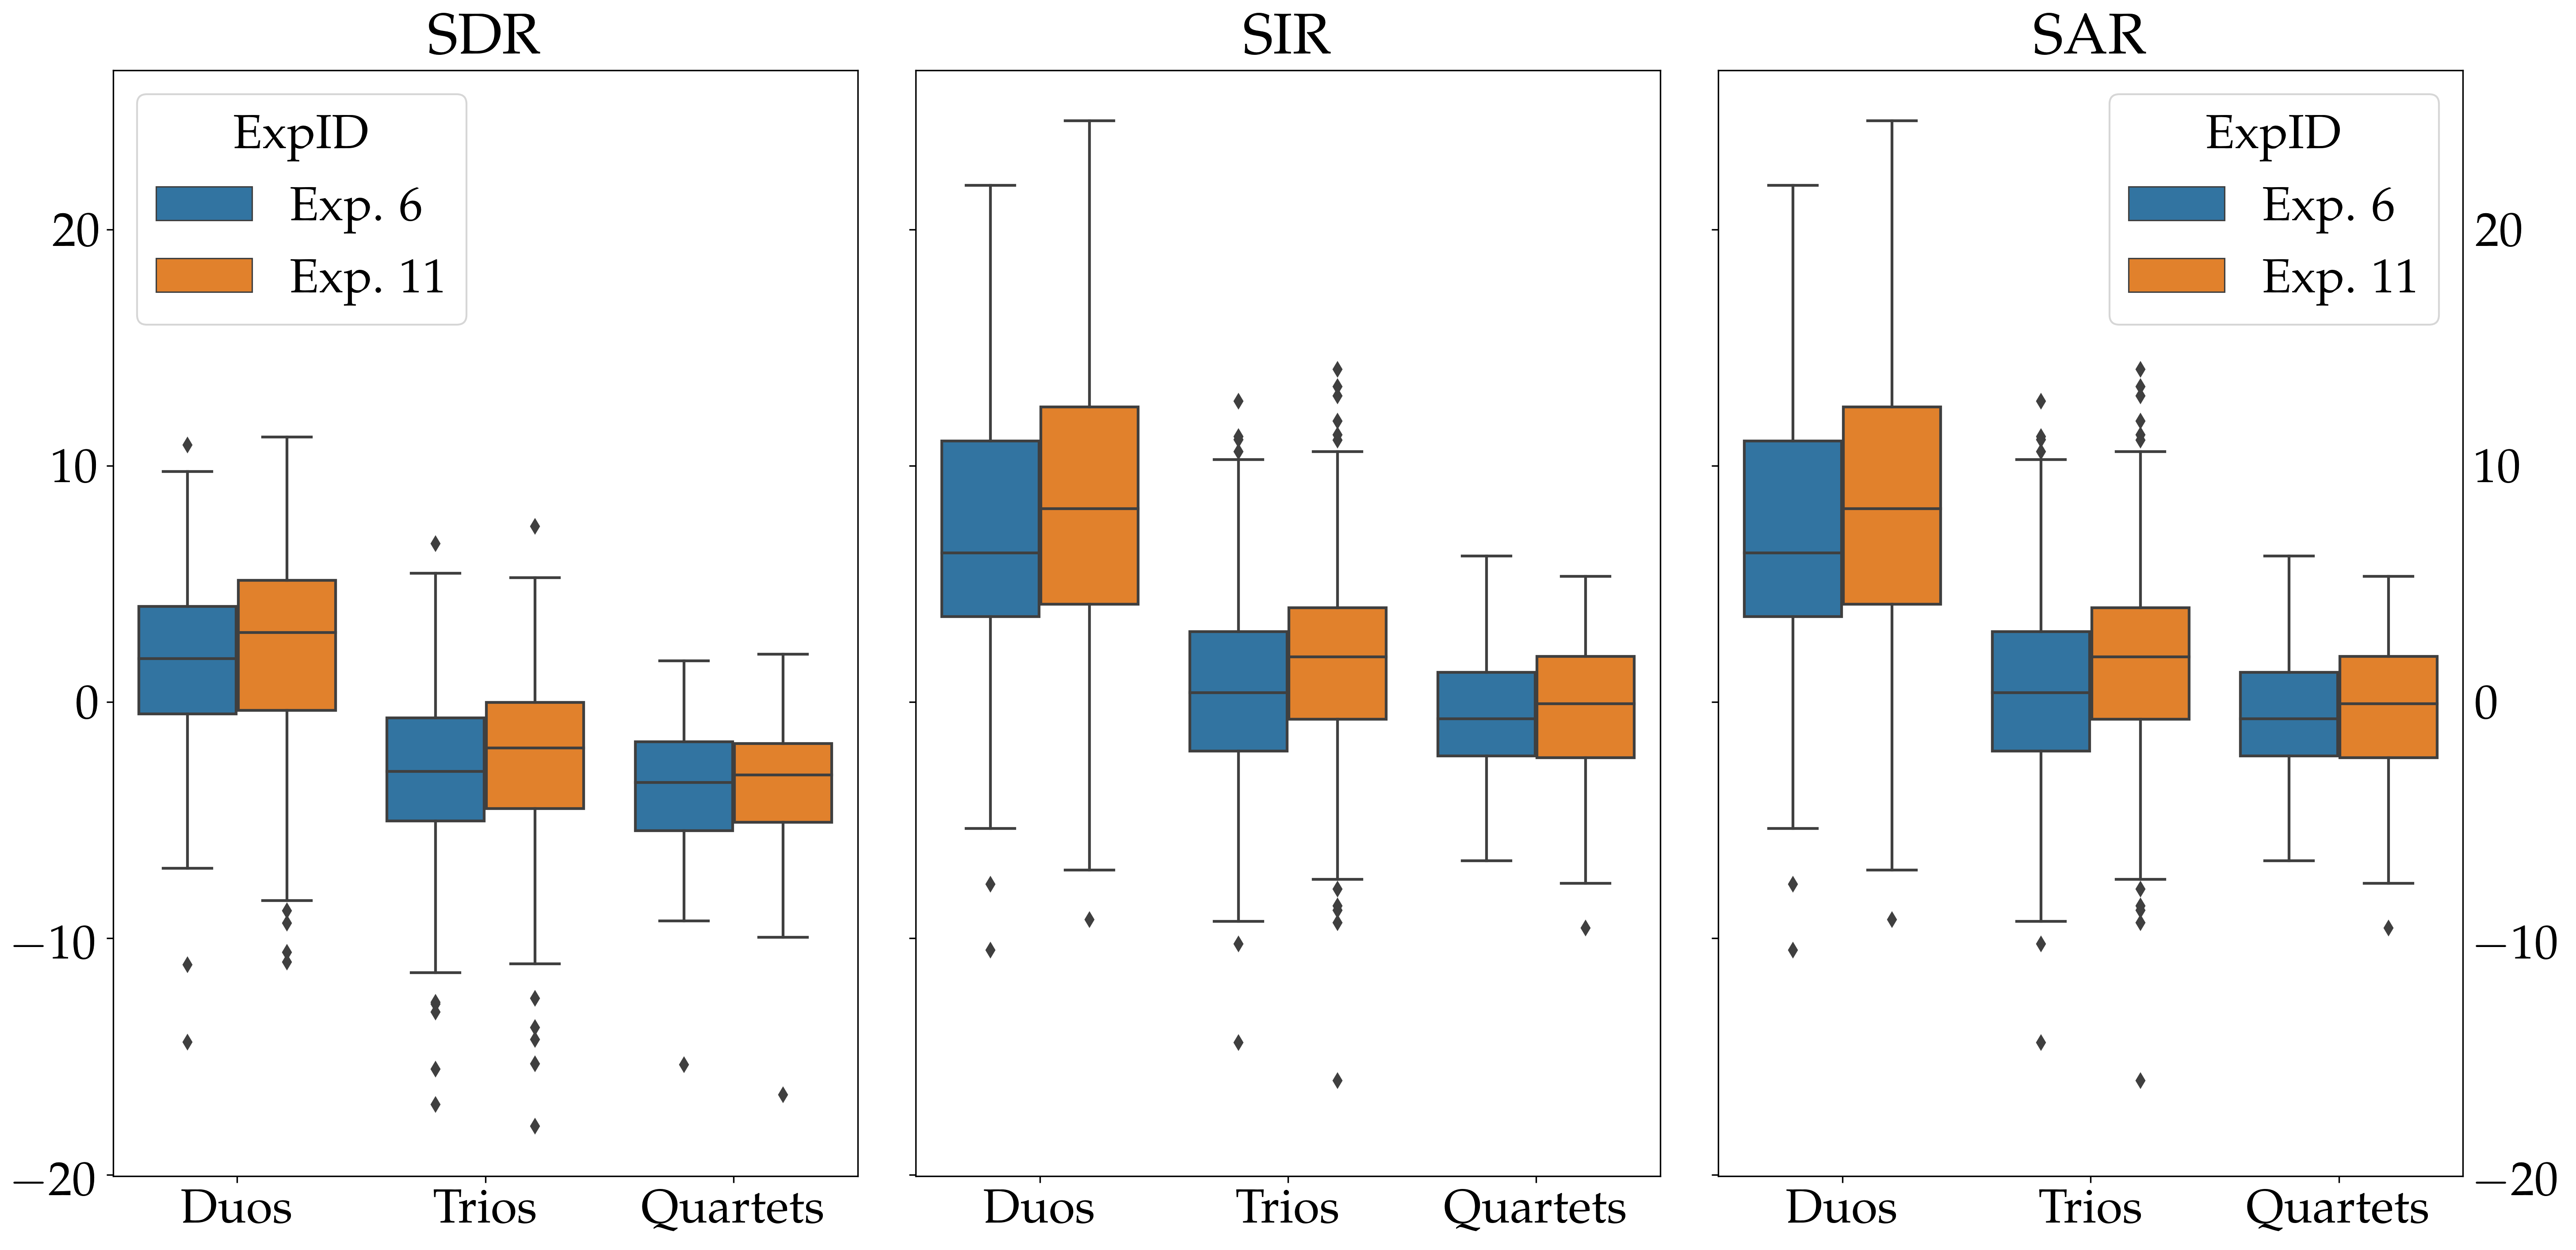 SDR
SIR
SAR
ExpID
Exp. 6
Exp. 11
ExpID
Exp. 6
Exp. 11
20
10
0
−10
−20
20
10
0
−10
−20
Duos
Trios
Quartets
Duos
Trios
Quartets
Duos
Trios
Quartets